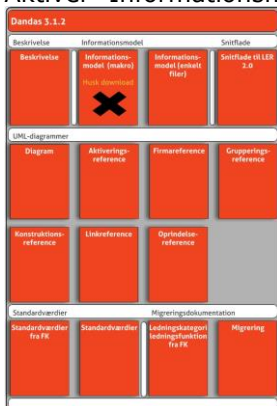 Dandas 3.1.2
Beskrivelse Informationsmodel Snitflade
Beskrivelse
Informations-
model (makro)
Husk download
Informations-
model (enkelt
filer)
Snitflade til LER
2.0
UML-diagrammer
Diagram
Aktiverings-
reference
Firmareference
Grupperings-
reference
Konstruktions-
reference
Linkreference
Oprindelse-
reference
Standardværdier Migreringsdokumentation
Standardværdier
fra FK
Standardværdier
Ledningskategori
ledningsfunktion
fra FK
Migrering